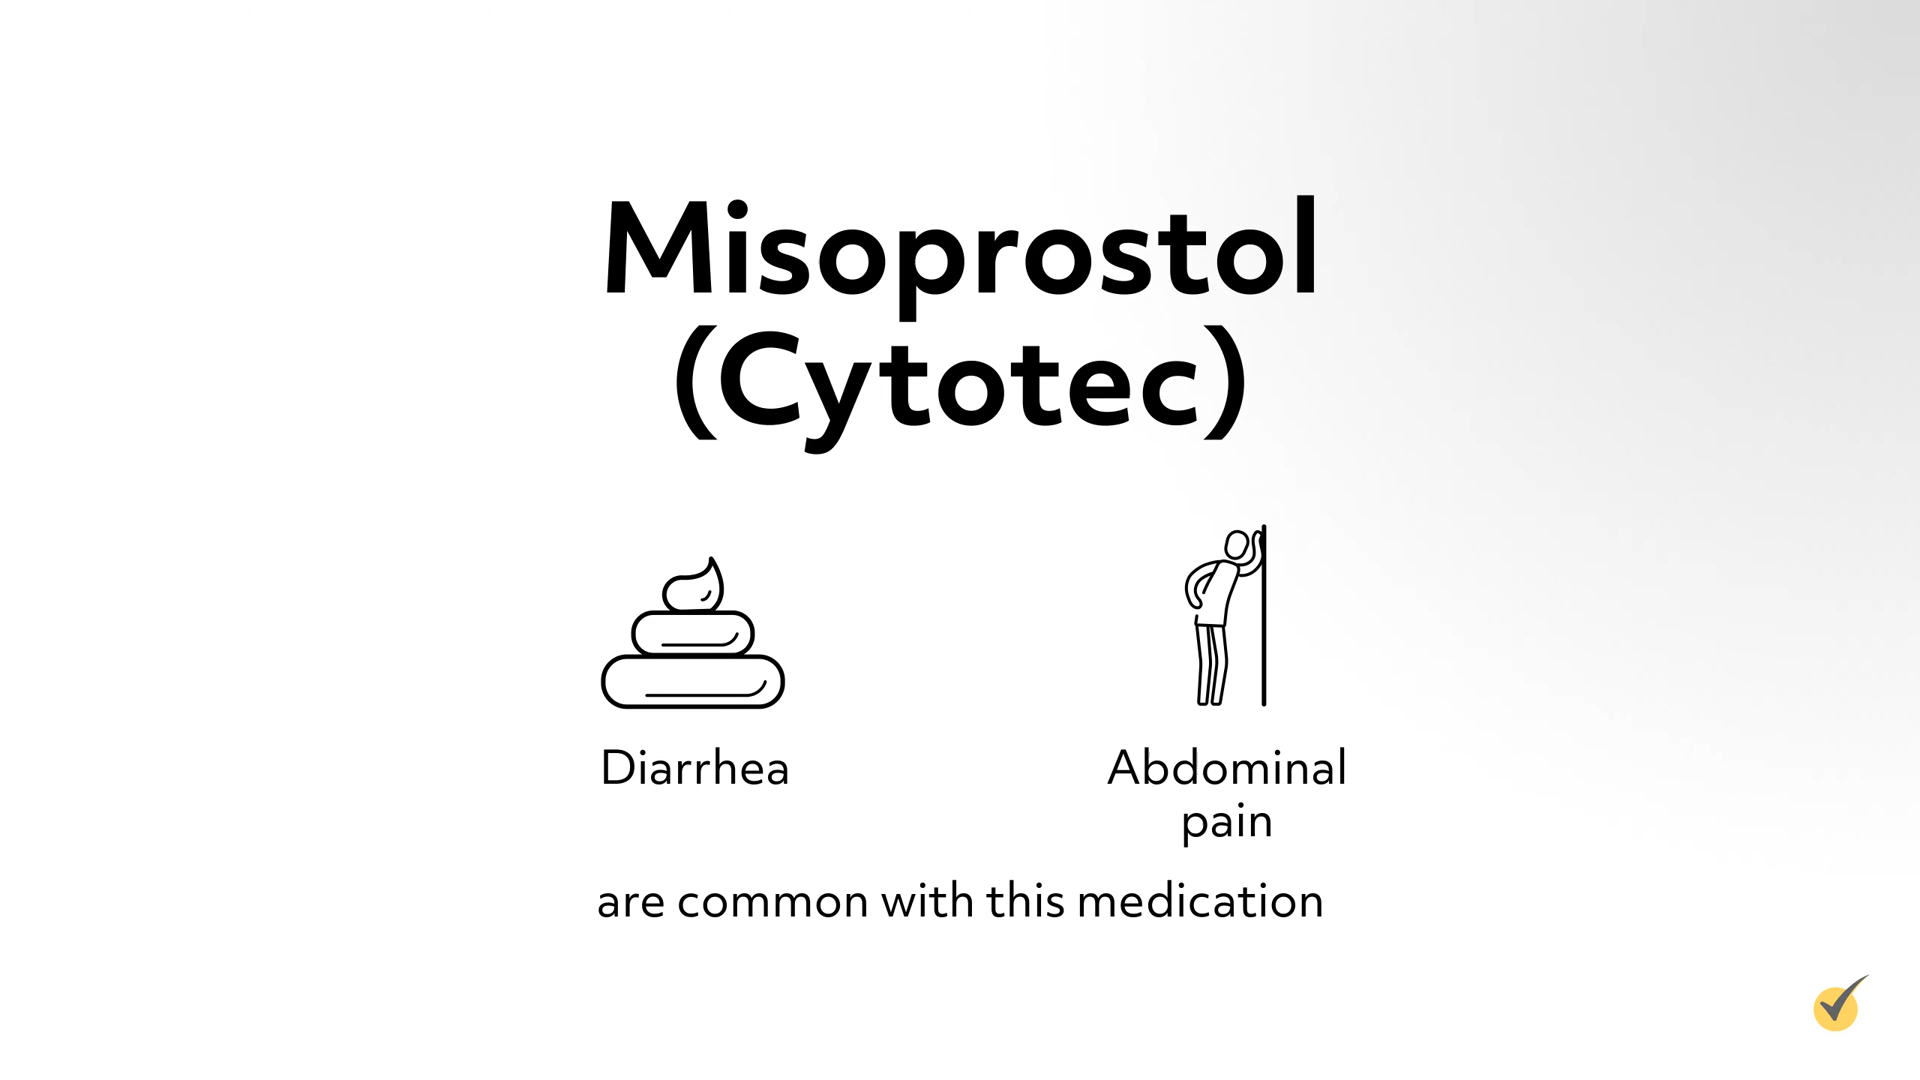 Misoprostol
(Cytotec)
Diarrhea
Abdominal
pain
are common with this medication